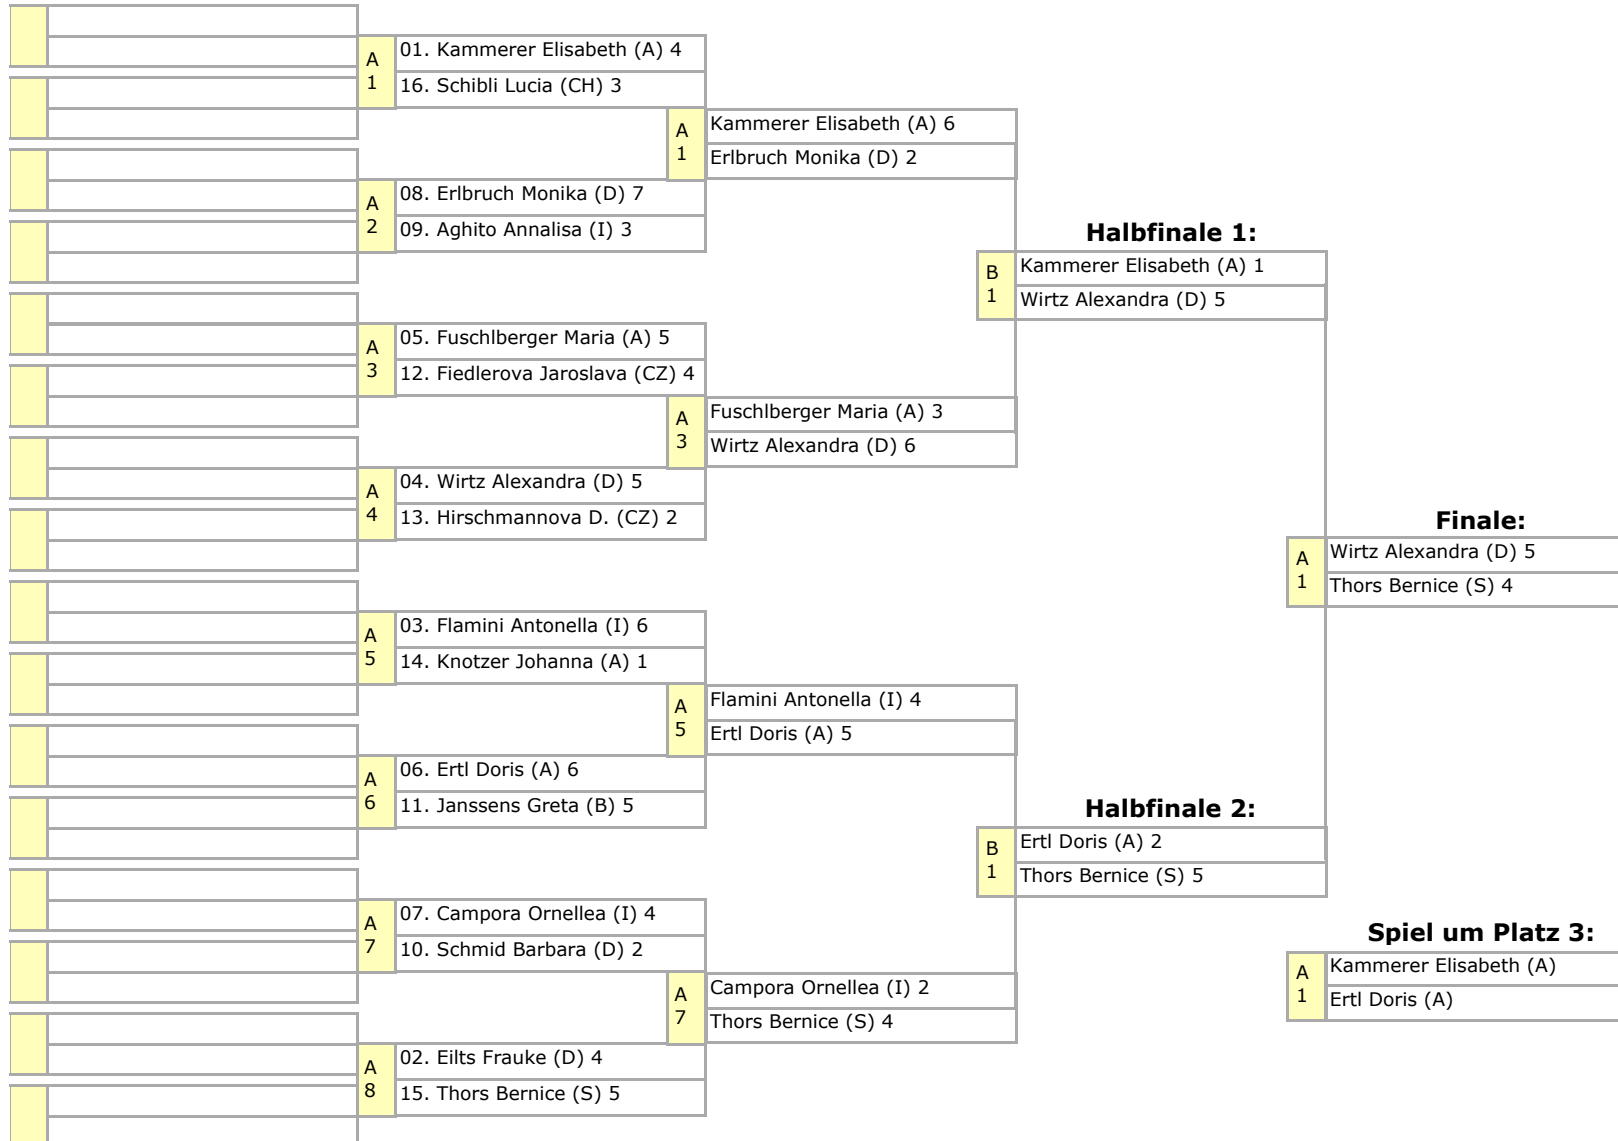 A
1
01. Kammerer Elisabeth (A) 4
16. Schibli Lucia (CH) 3
A
2
08. Erlbruch Monika (D) 7
09. Aghito Annalisa (I) 3
A
3
05. Fuschlberger Maria (A) 5
12. Fiedlerova Jaroslava (CZ) 4
A
4
04. Wirtz Alexandra (D) 5
13. Hirschmannova D. (CZ) 2
A
5
03. Flamini Antonella (I) 6
14. Knotzer Johanna (A) 1
A
6
06. Ertl Doris (A) 6
11. Janssens Greta (B) 5
A
7
07. Campora Ornellea (I) 4
10. Schmid Barbara (D) 2
A
8
02. Eilts Frauke (D) 4
15. Thors Bernice (S) 5
A
1
Kammerer Elisabeth (A) 6
Erlbruch Monika (D) 2
A
3
Fuschlberger Maria (A) 3
Wirtz Alexandra (D) 6
A
5
Flamini Antonella (I) 4
Ertl Doris (A) 5
A
7
Campora Ornellea (I) 2
Thors Bernice (S) 4
Halbfinale 1:
B
1
Kammerer Elisabeth (A) 1
Wirtz Alexandra (D) 5
Halbfinale 2:
B
1
Ertl Doris (A) 2
Thors Bernice (S) 5
Finale:
A
1
Wirtz Alexandra (D) 5
Thors Bernice (S) 4
Spiel um Platz 3:
A
1
Kammerer Elisabeth (A)
Ertl Doris (A)